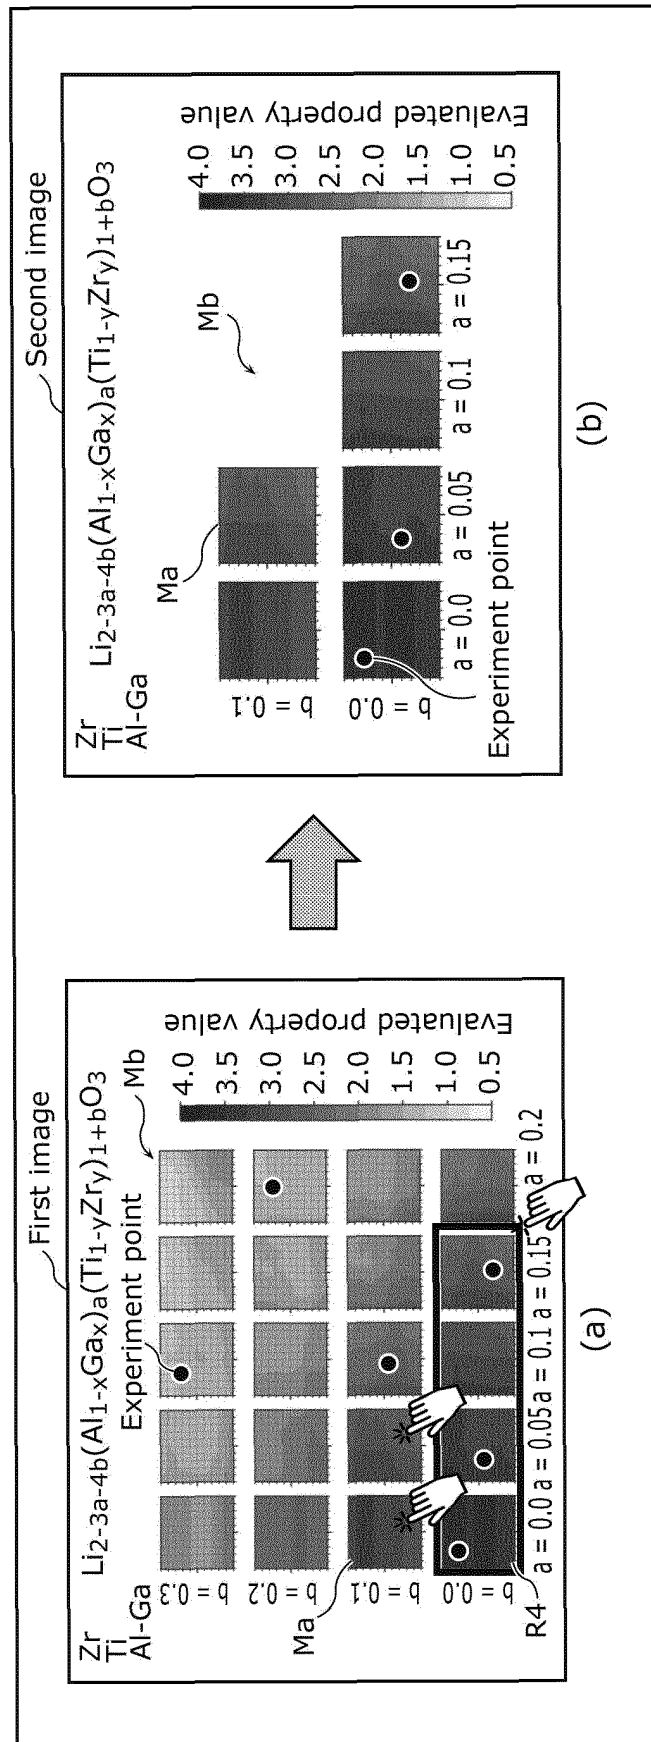 First image
Zr
Ti
Al-Ga
Li2-3a-4b(Al1-xGax)a(Ti1-yZry)1+bO3
Experiment point
Mb
b = 0.3
b = 0.2
b = 0.1
b = 0.0
Ma
R4
a = 0.0 a = 0.05 a = 0.1 a = 0.15 a = 0.2
4.0
3.5
3.0
2.5
2.0
1.5
1.0
0.5
Evaluated property value
(a)
Second image
Zr
Ti
Al-Ga
Li2-3a-4b(Al1-xGax)a(Ti1-yZry)1+bO3
Ma
Mb
b = 0.1
b = 0.0
a = 0.0 a = 0.05 a = 0.1 a = 0.15
Experiment point
4.0
3.5
3.0
2.5
2.0
1.5
1.0
0.5
Evaluated property value
(b)